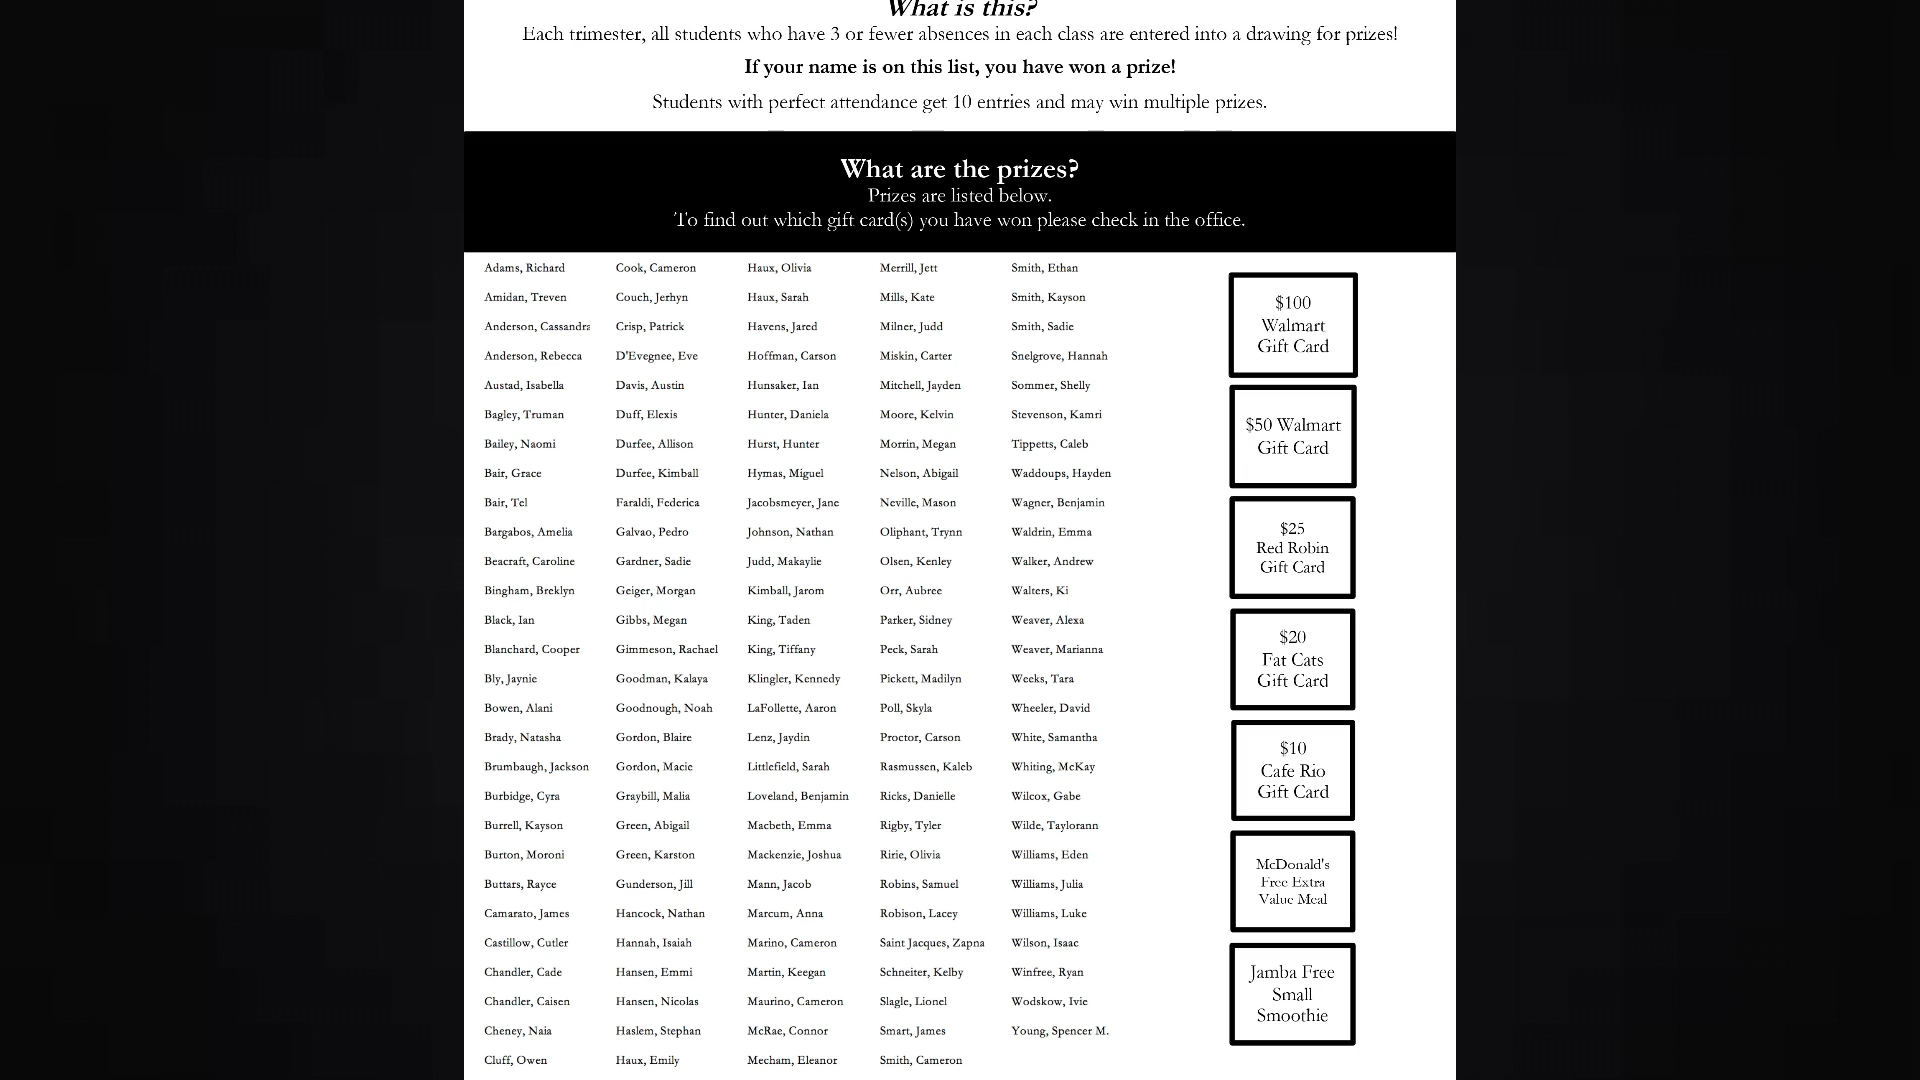 What is this?
Each trimester, all students who have 3 or fewer absences in each class are entered into a drawing for prizes!
If your name is on this list, you have won a prize!
Students with perfect attendance get 10 entries and may win multiple prizes.
What are the prizes?
Prizes are listed below.
To find out which gift card(s) you have won please check in the office.
Adams, Richard
Amidan, Treven
Anderson, Cassandra
Anderson, Rebecca
Austad, Isabella
Bagley, Truman
Bailey, Naomi
Bair, Grace
Bair, Tel
Bargabos, Amelia
Beacraft, Caroline
Bingham, Breklyn
Black, Ian
Blanchard, Cooper
Bly, Jaynie
Bowen, Alani
Brady, Natasha
Brumbaugh, Jackson
Burbidge, Cyra
Burrell, Kayson
Burton, Moroni
Buttars, Rayce
Camarato, James
Castillow, Cutler
Chandler, Cade
Chandler, Caisen
Cheney, Naia
Cluff, Owen
Cook, Cameron
Couch, Jerhyn
Crisp, Patrick
D'Evegnee, Eve
Davis, Austin
Duff, Elexis
Durfee, Allison
Durfee, Kimball
Faraldi, Federica
Galvao, Pedro
Gardner, Sadie
Geiger, Morgan
Gibbs, Megan
Gimmeson, Rachael
Goodman, Kalaya
Goodnough, Noah
Gordon, Blaire
Gordon, Macie
Graybill, Malia
Green, Abigail
Green, Karston
Gunderson, Jill
Hancock, Nathan
Hannah, Isaiah
Hansen, Emmi
Hansen, Nicolas
Haslem, Stephan
Haux, Emily
Haux, Olivia
Haux, Sarah
Havens, Jared
Hoffman, Carson
Hunsaker, Ian
Hunter, Daniela
Hurst, Hunter
Hymas, Miguel
Jacobsmeyer, Jane
Johnson, Nathan
Judd, Makaylie
Kimball, Jarom
King, Taden
King, Tiffany
Klingler, Kennedy
LaFollette, Aaron
Lenz, Jaydin
Littlefield, Sarah
Loveland, Benjamin
Macbeth, Emma
Mackenzie, Joshua
Mann, Jacob
Marcum, Anna
Marino, Cameron
Martin, Keegan
Maurino, Cameron
McRae, Connor
Mecham, Eleanor
Merrill, Jett
Mills, Kate
Milner, Judd
Miskin, Carter
Mitchell, Jayden
Moore, Kelvin
Morrin, Megan
Nelson, Abigail
Neville, Mason
Oliphant, Trynn
Olsen, Kenley
Orr, Aubree
Parker, Sidney
Peck, Sarah
Pickett, Madilyn
Poll, Skyla
Proctor, Carson
Rasmussen, Kaleb
Ricks, Danielle
Rigby, Tyler
Ririe, Olivia
Robins, Samuel
Robison, Lacey
Saint Jacques, Zapna
Schneiter, Kelby
Slagle, Lionel
Smart, James
Smith, Cameron
Smith, Ethan
Smith, Kayson
Smith, Sadie
Snelgrove, Hannah
Sommer, Shelly
Stevenson, Kamri
Tippetts, Caleb
Waddoups, Hayden
Wagner, Benjamin
Waldrin, Emma
Walker, Andrew
Walters, Ki
Weaver, Alexa
Weaver, Marianna
Weeks, Tara
Wheeler, David
White, Samantha
Whiting, McKay
Wilcox, Gabe
Wilde, Taylorann
Williams, Eden
Williams, Julia
Williams, Luke
Wilson, Isaac
Winfree, Ryan
Wodskow, Ivie
Young, Spencer M.
$100
Walmart
Gift Card
$50 Walmart
Gift Card
$25
Red Robin
Gift Card
$20
Fat Cats
Gift Card
$10
Cafe Rio
Gift Card
McDonald's
Free Extra
Value Meal
Jamba Free
Small
Smoothie